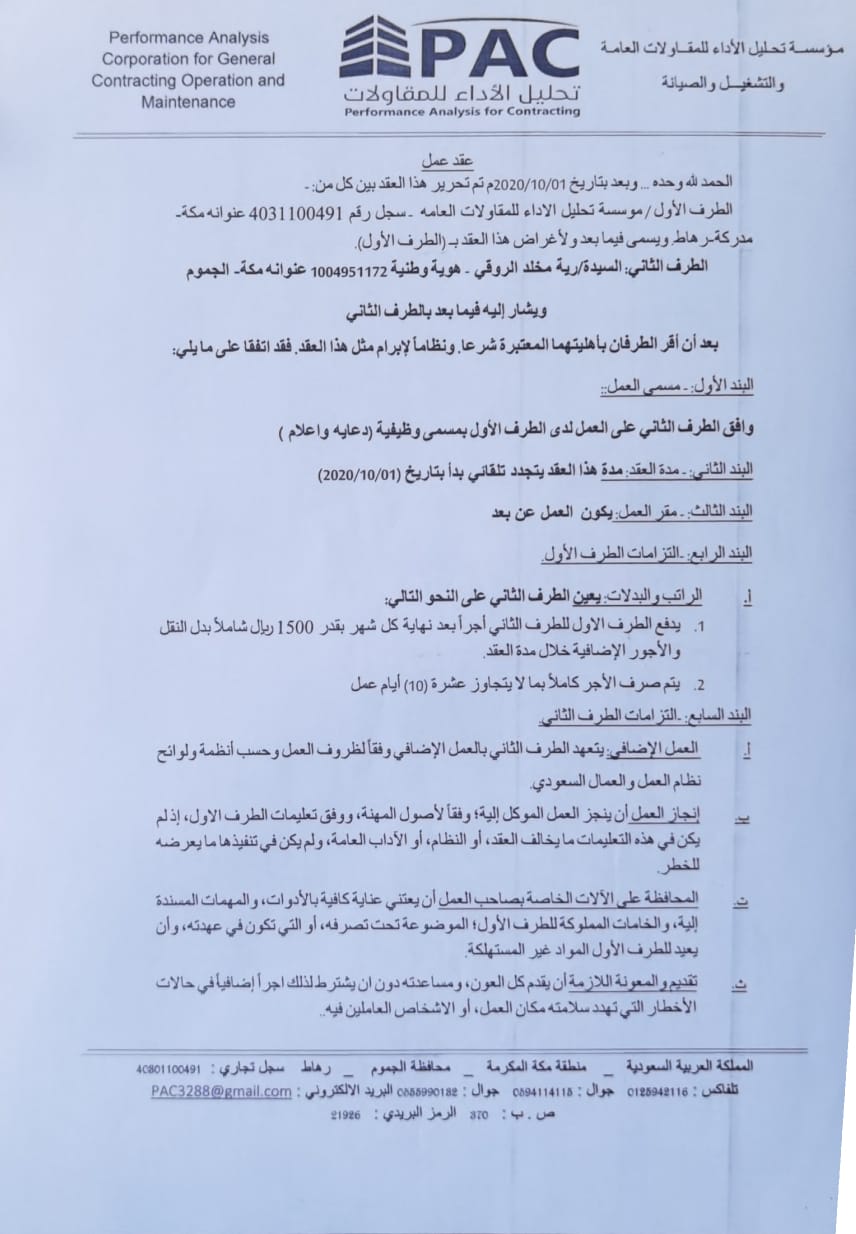 Performance Analysis
Corporation for General
Contracting Operation and
Maintenance
PAC
تحليل الأداء للمقاولات
Performance Analysis for Contracting
مؤسسة تحليل الأداء للمقاولات العامة
والتشغيل والصيانة
عقد عمل
الحمد لله وحده ... وبعد بتاريخ 2020/10/01م تم تحرير هذا العقد بين كل من:-
الطرف الأول/ موسسة تحليل الاداء للمقاولات العامه - سجل رقم 4031100491 عنوانه مكة-
مدركة-رهاط. ويسمى فيما بعد ولأغراض هذا العقد بـ (الطرف الأول).
الطرف الثاني: السيدة/رية مخلد الروقي - هوية وطنية 1004951172 عنوانه مكة- الجموم
ويشار إليه فيما بعد بالطرف الثاني
بعد أن أقر الطرفان بأهليتهما المعتبرة شرعا. ونظاماً لإبرام مثل هذا العقد. فقد اتفقا على ما يلي:
البند الأول:- مسمى العمل::
وافق الطرف الثاني على العمل لدى الطرف الأول بمسمى وظيفية (دعايه واعلام )
البند الثاني:- مدة العقد: مدة هذا العقد يتجدد تلقائي بدأ بتاريخ (2020/10/01)
البند الثالث:- مقر العمل: يكون العمل عن بعد
البند الرابع:-التزامات الطرف الأول.
أ. الراتب والبدلات: يعين الطرف الثاني على النحو التالي:
1. يدفع الطرف الاول للطرف الثاني أجراً بعد نهاية كل شهر بقدر 1500 ريال شاملاً بدل النقل
والأجور الإضافية خلال مدة العقد.
2. يتم صرف الأجر كاملاً بما لا يتجاوز عشرة (10) أيام عمل
البند السابع:-التزامات الطرف الثاني.
أ. العمل الإضافي: يتعهد الطرف الثاني بالعمل الإضافي وفقاً لظروف العمل وحسب أنظمة ولوائح
نظام العمل والعمال السعودي.
ب. إنجاز العمل أن ينجز العمل الموكل إلية؛ وفقاً لأصول المهنة، ووفق تعليمات الطرف الاول، إذ لم
يكن في هذه التعليمات ما يخالف العقد، أو النظام، أو الآداب العامة، ولم يكن في تنفيذها ما يعرضه
للخطر.
ت. المحافظة على الآلات الخاصة بصاحب العمل أن يعتني عناية كافية بالأدوات، والمهمات المسندة
إلية، والخامات المملوكة للطرف الأول؛ الموضوعة تحت تصرفه، أو التي تكون في عهدته، وأن
يعيد للطرف الأول المواد غير المستهلكة.
ث. تقديم والمعونة اللازمة أن يقدم كل العون، ومساعدته دون ان يشترط لذلك اجراً إضافياً في حالات
الأخطار التي تهدد سلامته مكان العمل، أو الاشخاص العاملين فيه..
المملكة العربية السعودية _ منطقة مكة المكرمة _ محافظة الجموم _ رهاط سجل تجاري : 40801100491
تلفاكس : 0125942116 جوال : 0594114115 جوال : 0555990182 البريد الالكتروني : PAC3288@gmail.com
ص . ب : 370 الرمز البريدي : 21926